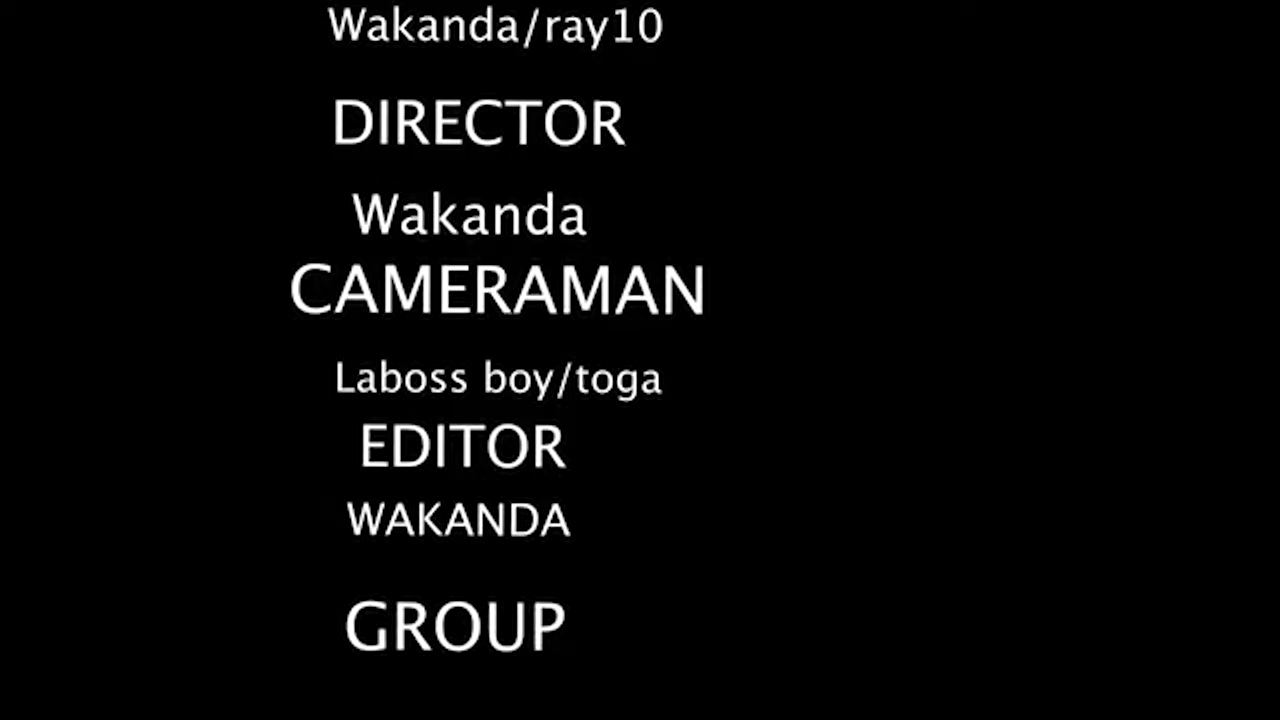 Wakanda/ray10
DIRECTOR
Wakanda
CAMERAMAN
Laboss boy/toga
EDITOR
WAKANDA
GROUP